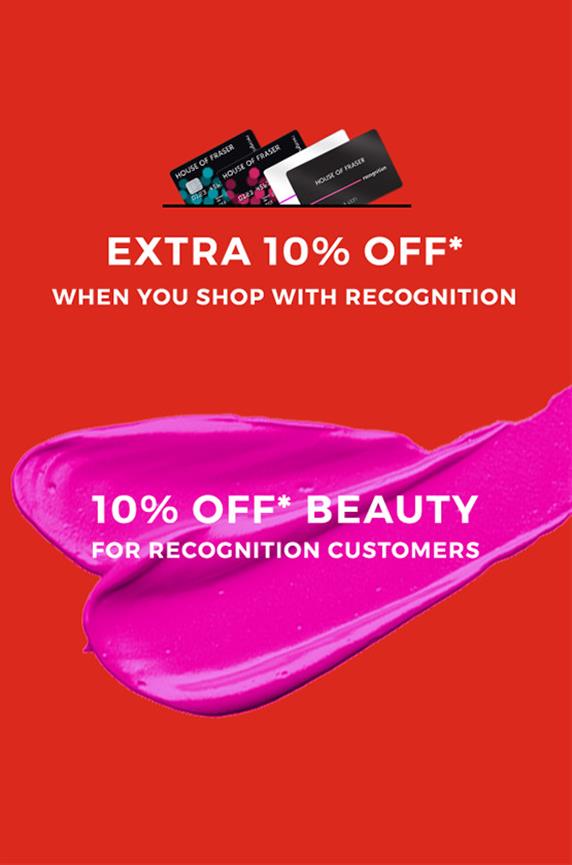 HOUSE OF FRASER
HOUSE OF FRASER
HOUSE OF FRASER
recognition
EXTRA 10% OFF*
WHEN YOU SHOP WITH RECOGNITION
10% OFF* BEAUTY
FOR RECOGNITION CUSTOMERS